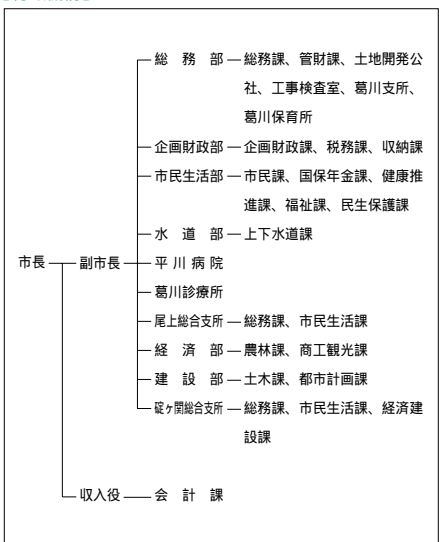 総務部 総務課、管財課、土地開発公
社、工事検査室、葛川支所、
葛川保育所
企画財政部 企画財政課、税務課、収納課
市民生活部 市民課、国保年金課、健康推
進課、福祉課、民生保護課
水道部 上下水道課
市長 副市長 平川病院
葛川診療所
尾上総合支所 総務課、市民生活課
経済部 農林課、商工観光課
建設部 土木課、都市計画課
碇ヶ関総合支所 総務課、市民生活課、経済建
設課
収入役 会計課